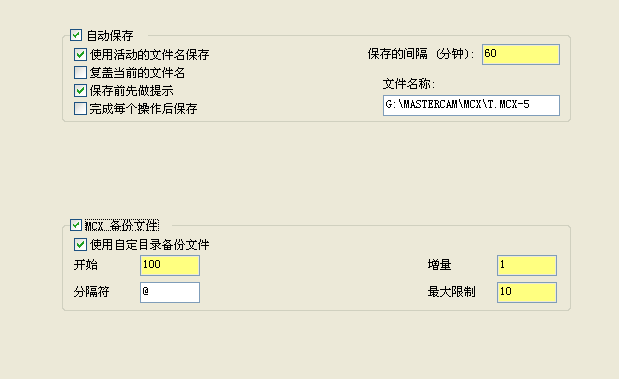 自动保存
使用活动的文件名保存
保存的间隔 (分钟): 60
复盖当前的文件名
文件名称:
保存前先做提示
G:\MASTERCAM\MCX\T.MCX-5
完成每个操作后保存
MCX 备份文件
使用自定目录备份文件
开始 100 增量 1
分隔符 @ 最大限制 10